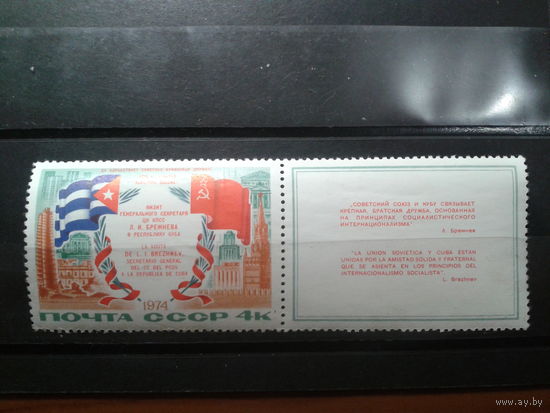 ВИЗИТ
ГЕНЕРАЛЬНОГО СЕКРЕТАРЯ
ЦК КПСС
Л. И. БРЕЖНЕВА
В РЕСПУБЛИКУ КУБА
LA VISITA
DE L. I. BREZHNEV,
SECRETARIO GENERAL
DEL CC DEL PCUS
A LA REPUBLICA DE CUBA
1974
ПОЧТА СССР 4К
„СОВЕТСКИЙ СОЮЗ И КУБУ СВЯЗЫВАЕТ
КРЕПКАЯ, БРАТСКАЯ ДРУЖБА, ОСНОВАННАЯ
НА ПРИНЦИПАХ СОЦИАЛИСТИЧЕСКОГО
ИНТЕРНАЦИОНАЛИЗМА"
Л. Брежнев
"LA UNION SOVIETICA Y CUBA ESTAN
UNIDAS POR LA AMISTAD SOLIDA Y FRATERNAL
QUE SE ASIENTA EN LOS PRINCIPIOS DEL
INTERNACIONALISMO SOCIALISTA".
L. Brezhnev
© www.ay.by